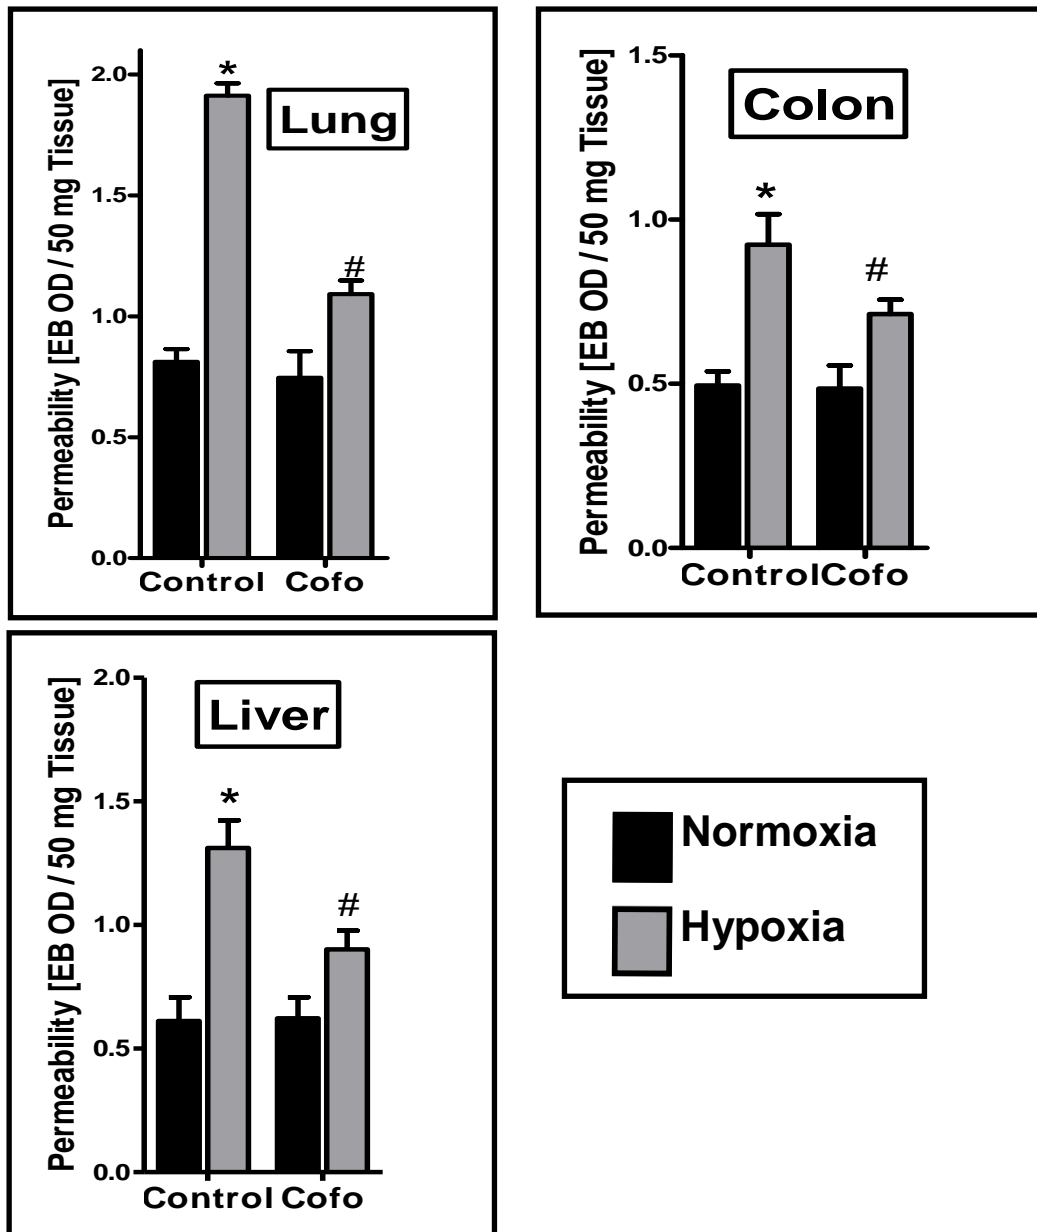 Permeability [EB OD / 50 mg Tissue]
2.0
1.5
1.0
0.5
0.0
Lung
*
#
Control Cofo
Permeability [EB OD / 50 mg Tissue]
1.5
1.0
0.5
0.0
Colon
*
#
Control Cofo
Permeability [EB OD / 50 mg Tissue]
2.0
1.5
1.0
0.5
0.0
Liver
*
#
Control Cofo
Normoxia
Hypoxia